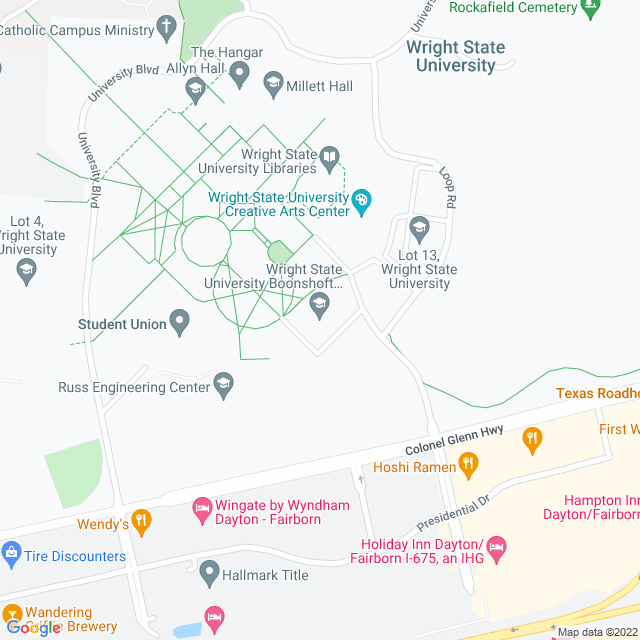 Catholic Campus Ministry
Rockafield Cemetery
University
Wright State
University
The Hangar
Allyn Hall
University Blvd
Millett Hall
University Blvd
Wright State
University Libraries
Loop Rd
Wright State University
Creative Arts Center
Lot 4,
Wright State
University
Lot 13,
Wright State
University
Wright State
University Boonshoft...
Student Union
Russ Engineering Center
Texas Roadho
First W
Colonel Glenn Hwy
Hoshi Ramen
Wingate by Wyndham
Dayton - Fairborn
Presidential Dr
Hampton Inn
Dayton/Fairborn
Wendy's
Tire Discounters
Holiday Inn Dayton/
Fairborn I-675, an IHG
Hallmark Title
Wandering
Griffin Brewery
Google
Map data ©2022